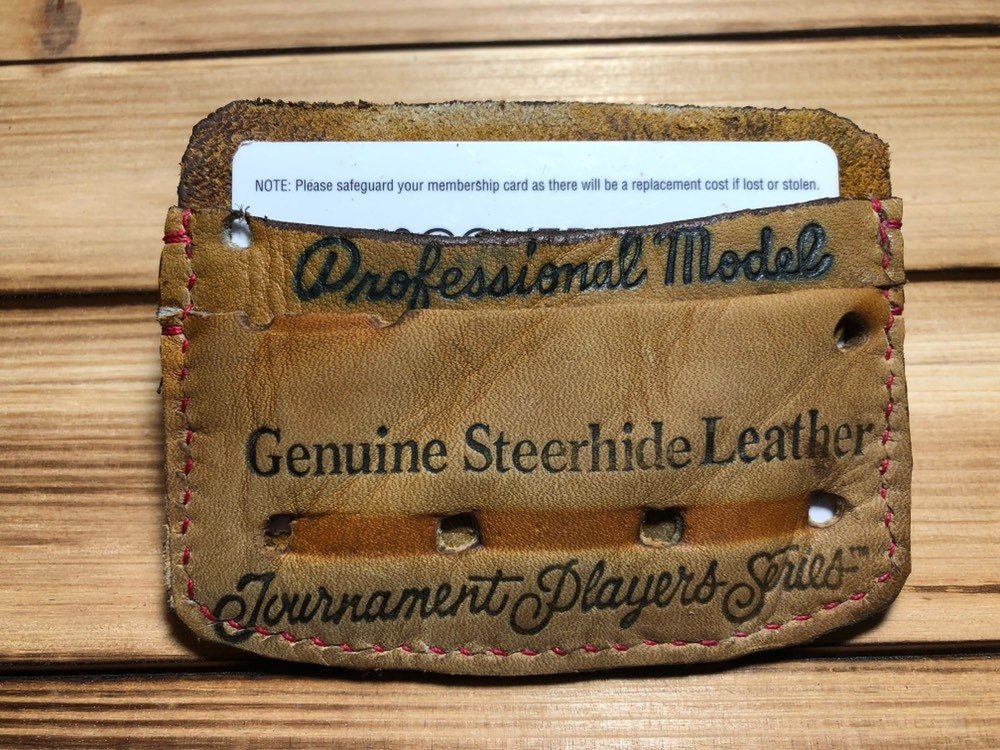 NOTE: Please safeguard your membership card as there will be a replacement cost if lost or stolen.
Professional Model
Genuine Steerhide Leather
Tournament Players Series™